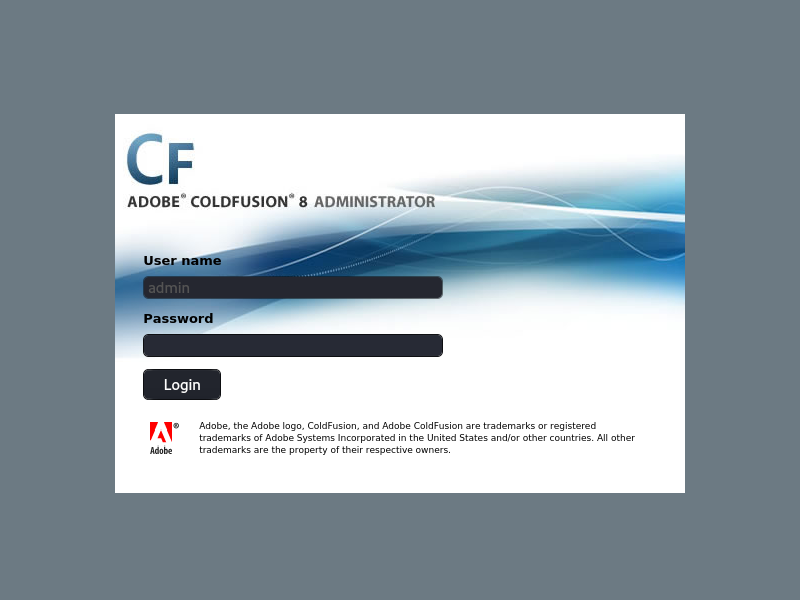 CF
ADOBE® COLDFUSION® 8 ADMINISTRATOR
User name
admin
Password
Login
Adobe, the Adobe logo, ColdFusion, and Adobe ColdFusion are trademarks or registered
trademarks of Adobe Systems Incorporated in the United States and/or other countries. All other
trademarks are the property of their respective owners.
®
Adobe